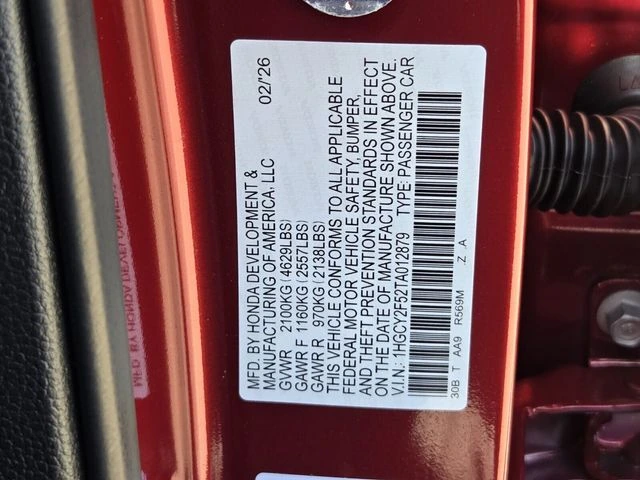 MFD. BY HONDA DEVELOPMENT & 02/'26
MANUFACTURING OF AMERICA, LLC
GVWR 2100KG (4629LBS)
GAWR F 1160KG (2557LBS)
GAWR R 970KG (2138LBS)
THIS VEHICLE CONFORMS TO ALL APPLICABLE
FEDERAL MOTOR VEHICLE SAFETY, BUMPER,
AND THEFT PREVENTION STANDARDS IN EFFECT
ON THE DATE OF MANUFACTURE SHOWN ABOVE.
V.I.N.: 1HGCY2F52TA012879 TYPE: PASSENGER CAR
30B T AA9 R569M .Z .A